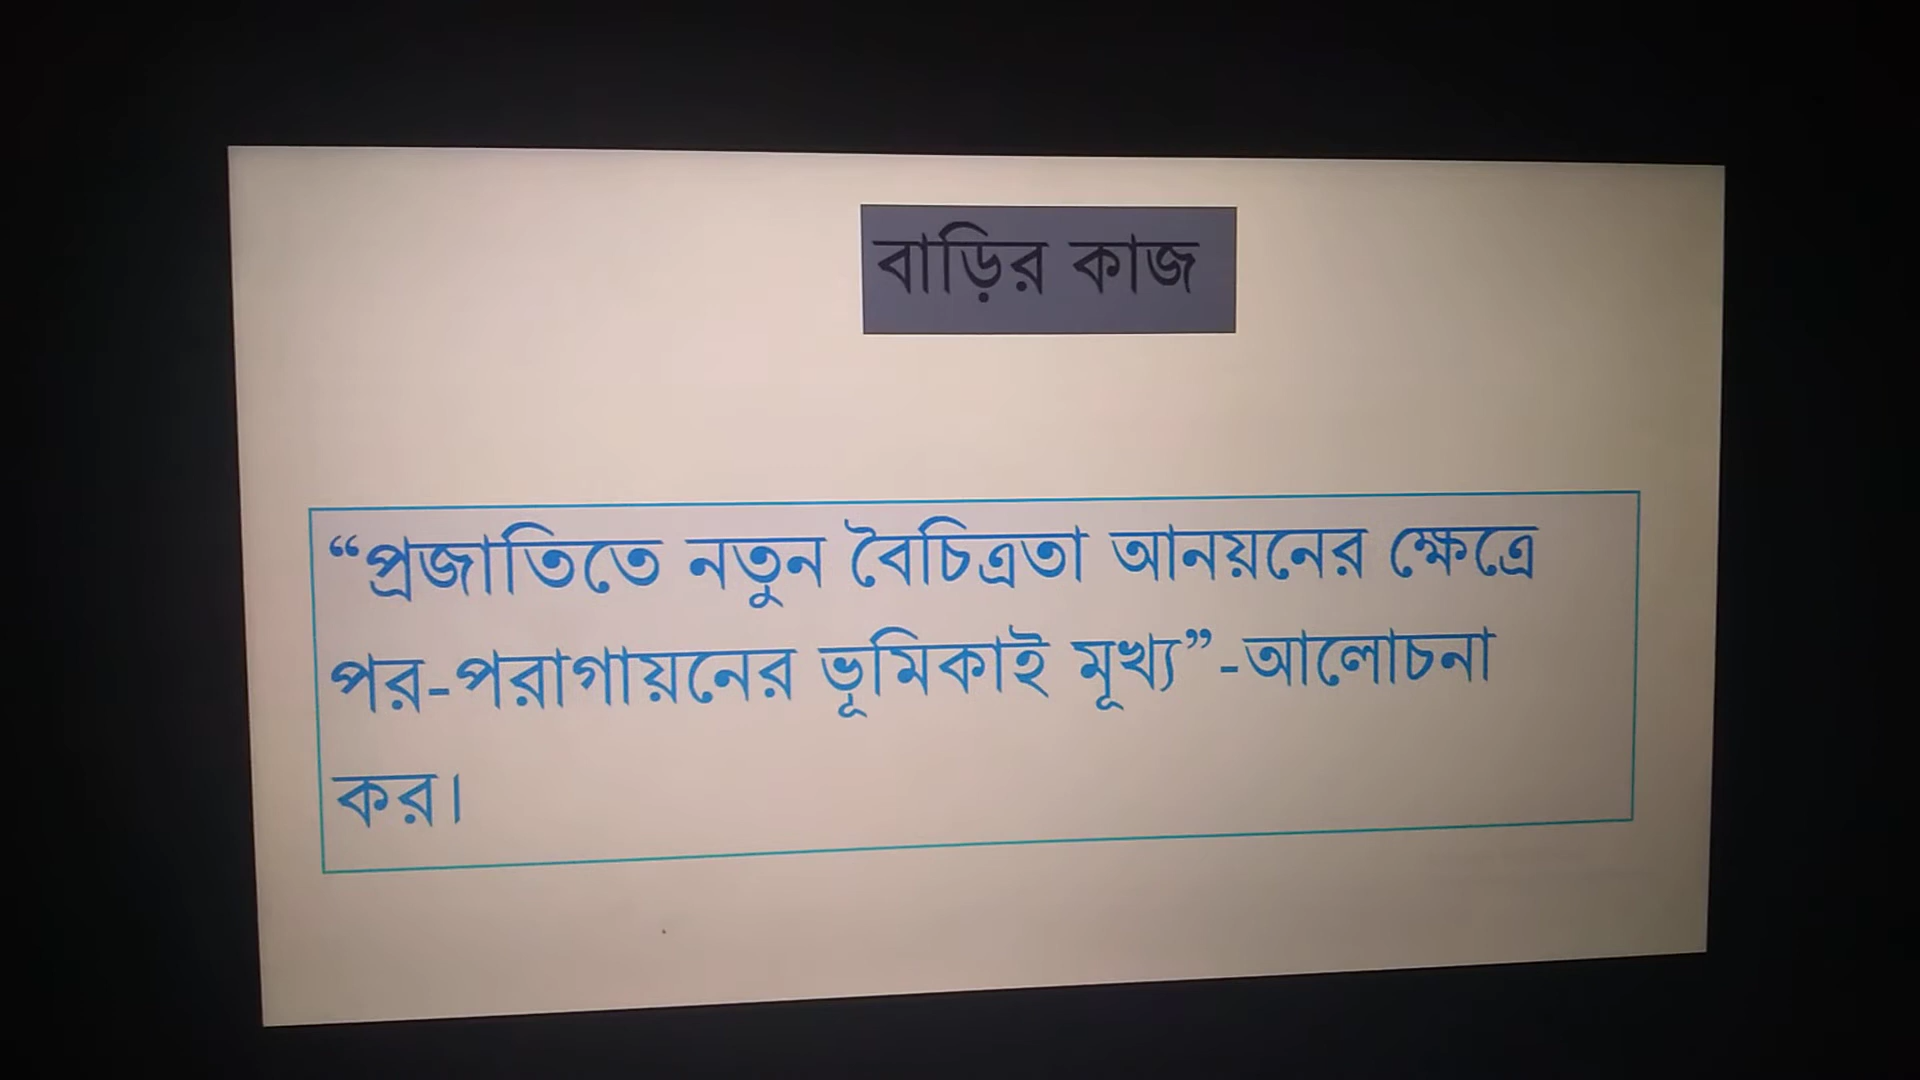 বাড়ির কাজ
“প্রজাতিতে নতুন বৈচিত্রতা আনয়নের ক্ষেত্রে
পর-পরাগায়নের ভূমিকাই মূখ্য”-আলোচনা
কর।